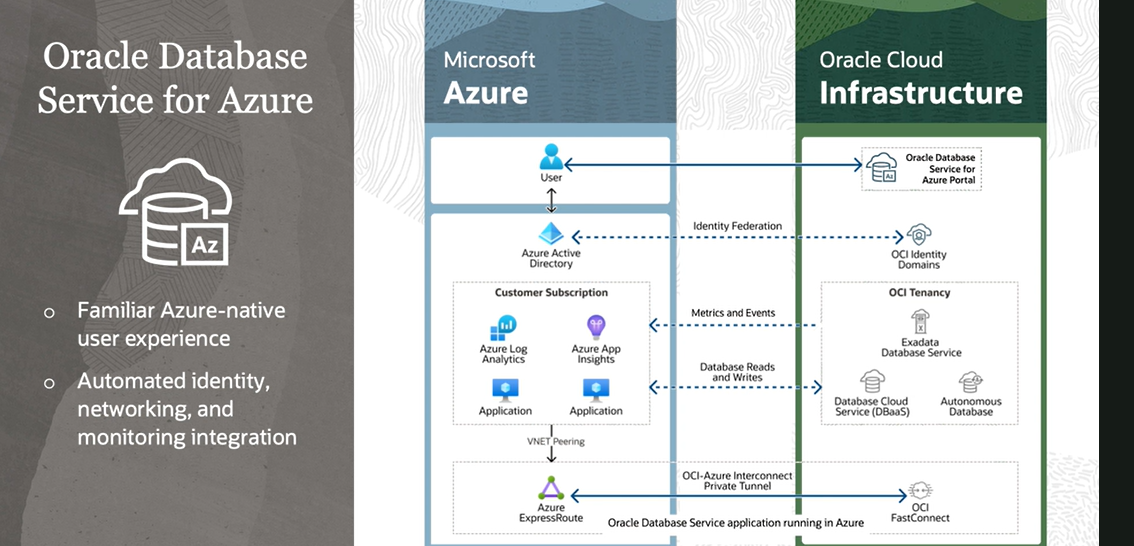 Oracle Database
Service for Azure
Az
Familiar Azure-native
user experience
Automated identity,
networking, and
monitoring integration
Microsoft
Azure
Oracle Cloud
Infrastructure
User
Oracle Database
Service for
Azure Portal
Az
Azure Active
Directory
Identity Federation
OCI Identity
Domains
Customer Subscription
Azure Log
Analytics
Azure App
Insights
Application
Application
Metrics and Events
Database Reads
and Writes
OCI Tenancy
X
Exadata
Database Service
Database Cloud
Service (DBaaS)
Autonomous
Database
VNET Peering
OCI-Azure Interconnect
Private Tunnel
Azure
ExpressRoute
OCI
FastConnect
Oracle Database Service application running in Azure